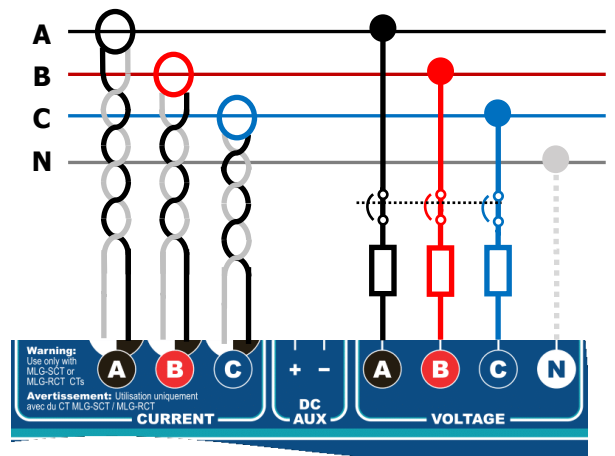 A
B
C
N
Warning:
Use only with
MLG-SCT or
MLG-RCT CTs
A B C
+ −
A B C N
Avertissement: Utilisation uniquement
avec du CT MLG-SCT / MLG-RCT
CURRENT
DC
AUX
VOLTAGE